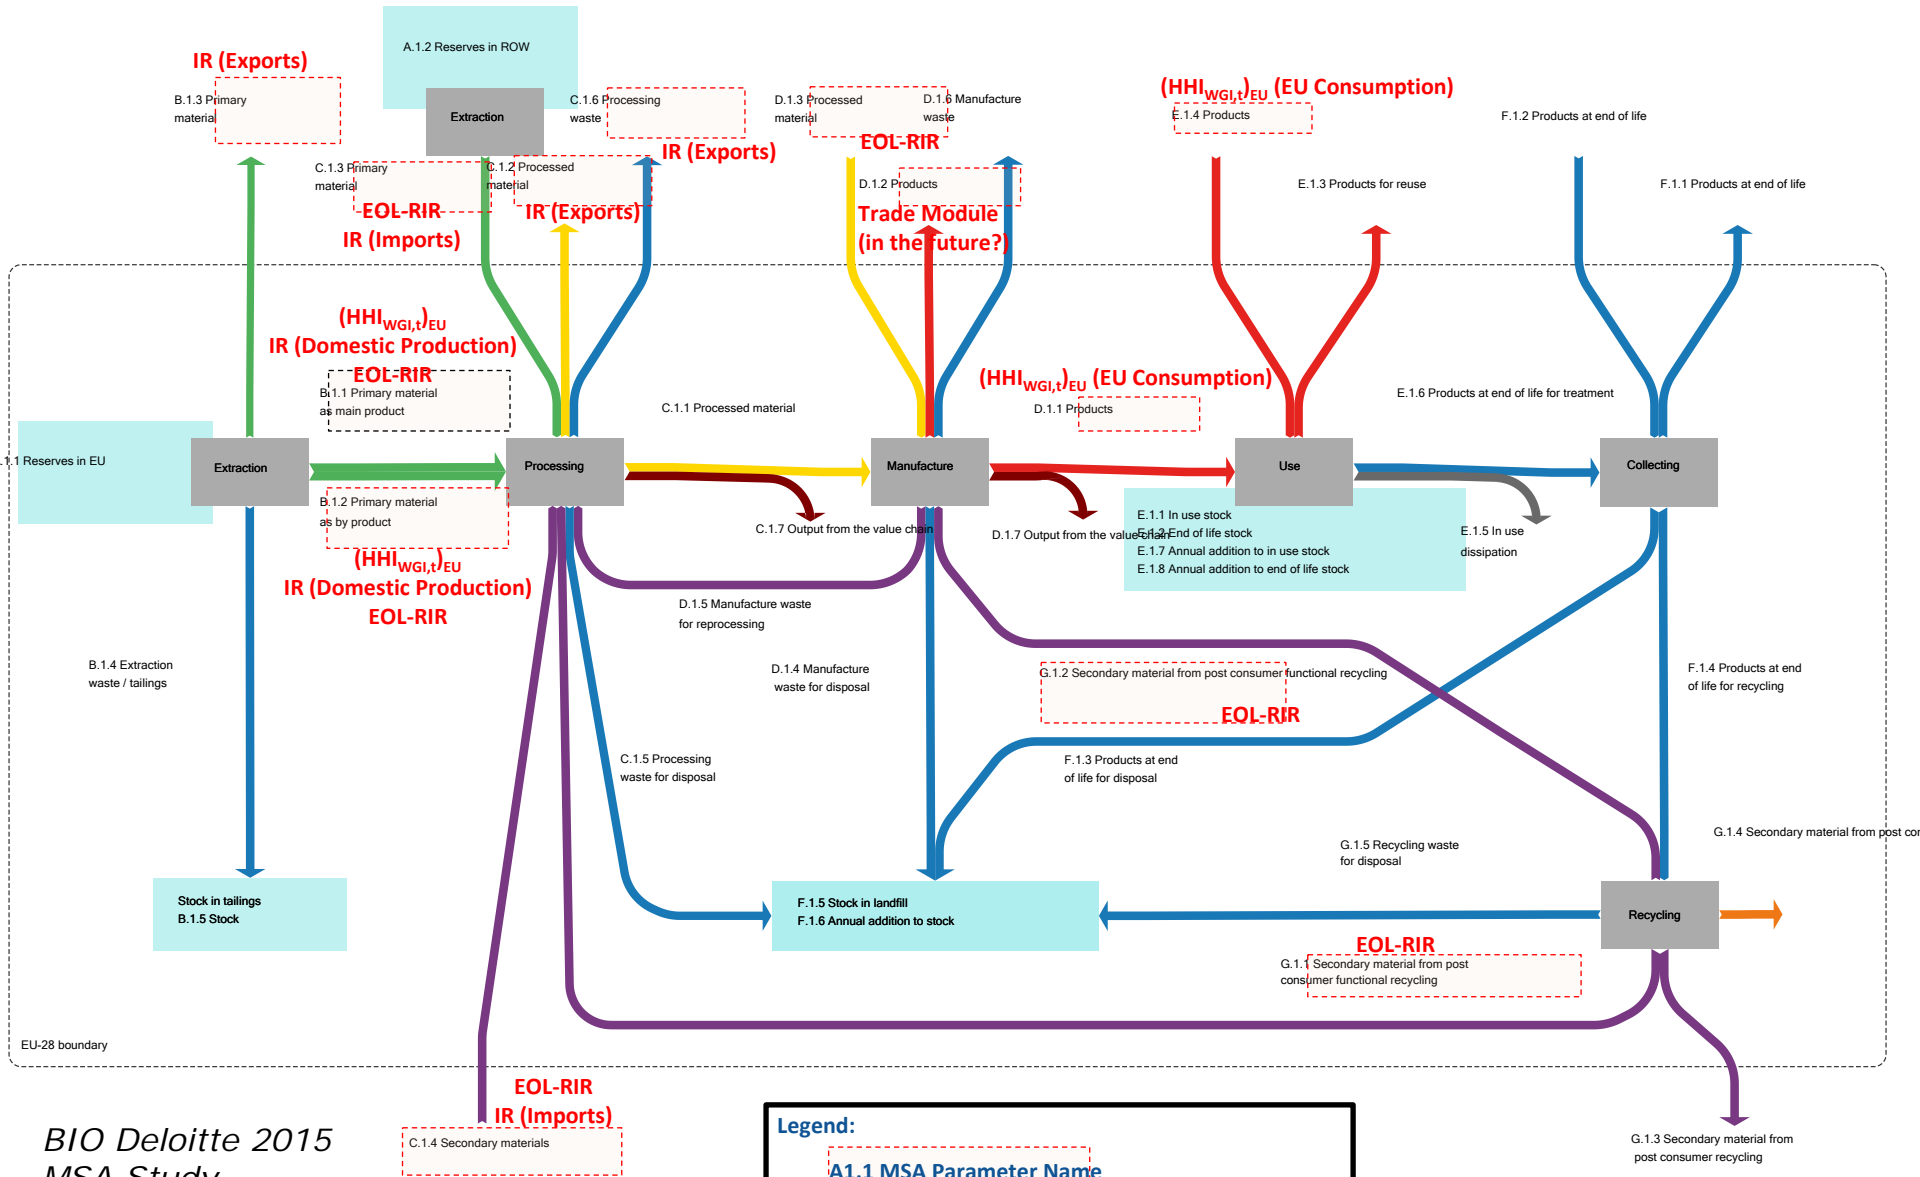 A.1.2 Reserves in ROW
IR (Exports)
B.1.3 Primary
material
Extraction
C.1.6 Processing
waste
IR (Exports)
D.1.3 Processed
material
EOL-RIR
D.1.6 Manufacture
waste
(HHIWGI,t)EU (EU Consumption)
E.1.4 Products
F.1.2 Products at end of life
C.1.3 Primary
material
EOL-RIR
IR (Imports)
C.1.2 Processed
material
IR (Exports)
D.1.2 Products
Trade Module
(in the future?)
E.1.3 Products for reuse
F.1.1 Products at end of life
(HHIWGI,t)EU
IR (Domestic Production)
EOL-RIR
B.1.1 Primary material
as main product
C.1.1 Processed material
(HHIWGI,t)EU (EU Consumption)
D.1.1 Products
E.1.6 Products at end of life for treatment
.1.1 Reserves in EU
Extraction
Processing
Manufacture
Use
Collecting
B.1.2 Primary material
as by product
(HHIWGI,t)EU
IR (Domestic Production)
EOL-RIR
C.1.7 Output from the value chain
D.1.7 Output from the value chain
E.1.1 In use stock
E.1.2 End of life stock
E.1.7 Annual addition to in use stock
E.1.8 Annual addition to end of life stock
E.1.5 In use
dissipation
D.1.5 Manufacture waste
for reprocessing
B.1.4 Extraction
waste / tailings
D.1.4 Manufacture
waste for disposal
G.1.2 Secondary material from post consumer functional recycling
EOL-RIR
F.1.4 Products at end
of life for recycling
C.1.5 Processing
waste for disposal
F.1.3 Products at end
of life for disposal
G.1.5 Recycling waste
for disposal
G.1.4 Secondary material from post con
Stock in tailings
B.1.5 Stock
F.1.5 Stock in landfill
F.1.6 Annual addition to stock
Recycling
EOL-RIR
G.1.1 Secondary material from post
consumer functional recycling
EU-28 boundary
EOL-RIR
IR (Imports)
C.1.4 Secondary materials
BIO Deloitte 2015
MSA Study
Legend:
A1.1 MSA Parameter Name
G.1.3 Secondary material from
post consumer recycling